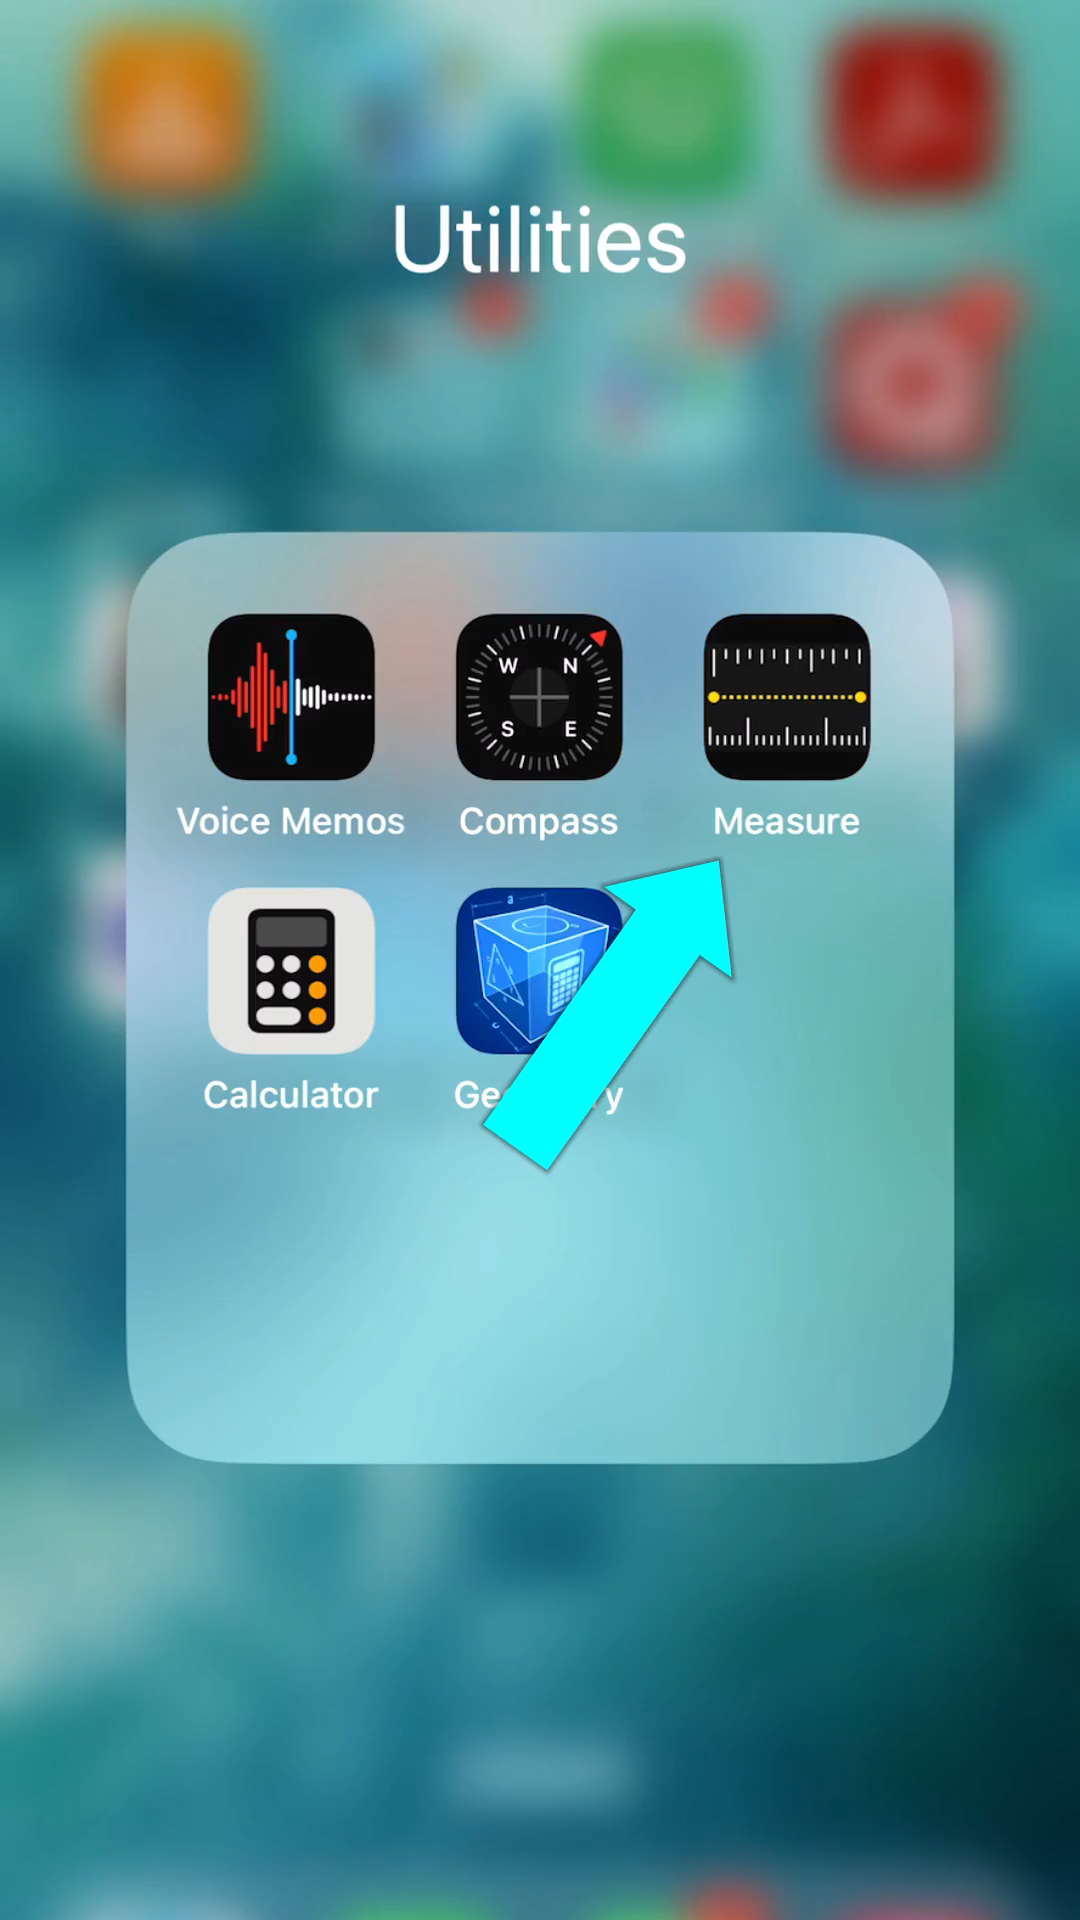 Utilities
W N
S E
Voice Memos Compass Measure
a
Calculator